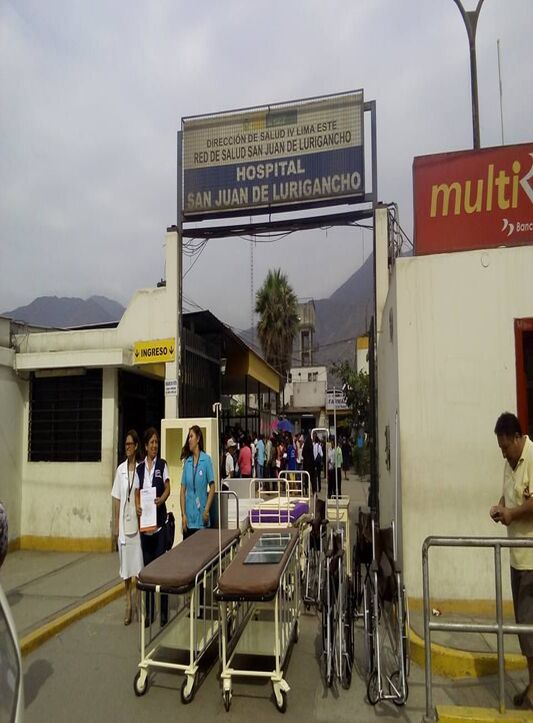 DIRECCIÓN DE SALUD IV LIMA ESTE
RED DE SALUD SAN JUAN DE LURIGANCHO
HOSPITAL
SAN JUAN DE LURIGANCHO
multi
Banc
INGRESO